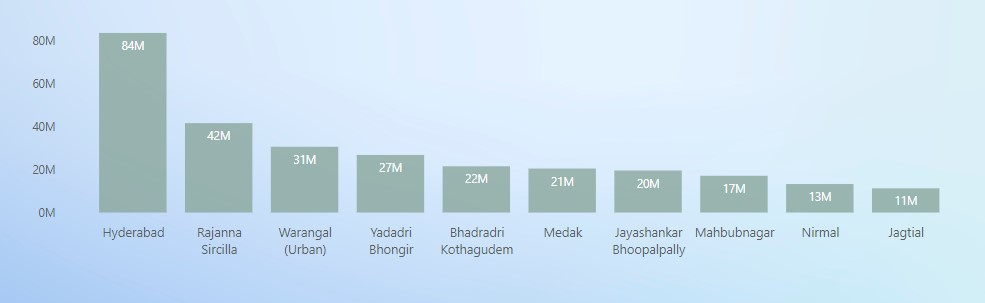 80M
60M
40M
20M
0M
84M
42M
31M
27M
22M
21M
20M
17M
13M
11M
Hyderabad
Rajanna
Sircilla
Warangal
(Urban)
Yadadri
Bhongir
Bhadradri
Kothagudem
Medak
Jayashankar
Bhoopalpally
Mahbubnagar
Nirmal
Jagtial